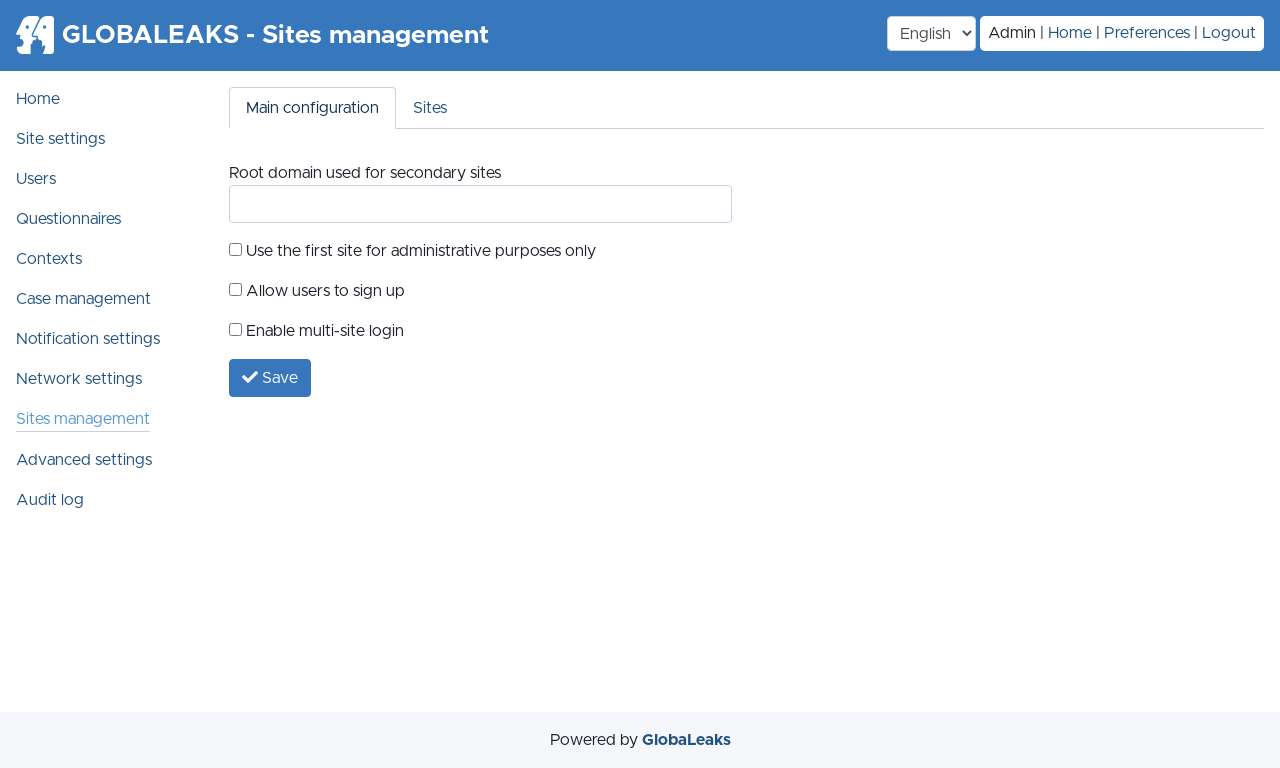 GLOBALEAKS - Sites management
English
Admin | Home | Preferences | Logout
Home
Site settings
Users
Questionnaires
Contexts
Case management
Notification settings
Network settings
Sites management
Advanced settings
Audit log
Main configuration
Sites
Root domain used for secondary sites
Use the first site for administrative purposes only
Allow users to sign up
Enable multi-site login
Save
Powered by GlobaLeaks